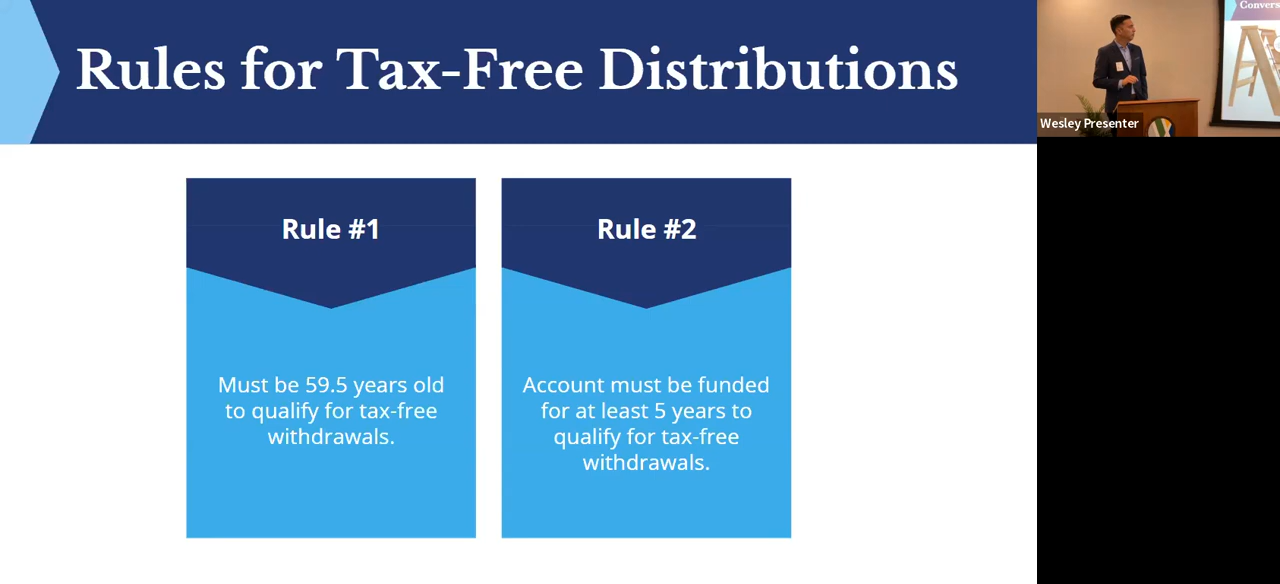 Rules for Tax-Free Distributions
Rule #1
Must be 59.5 years old
to qualify for tax-free
withdrawals.
Rule #2
Account must be funded
for at least 5 years to
qualify for tax-free
withdrawals.
Wesley Presenter